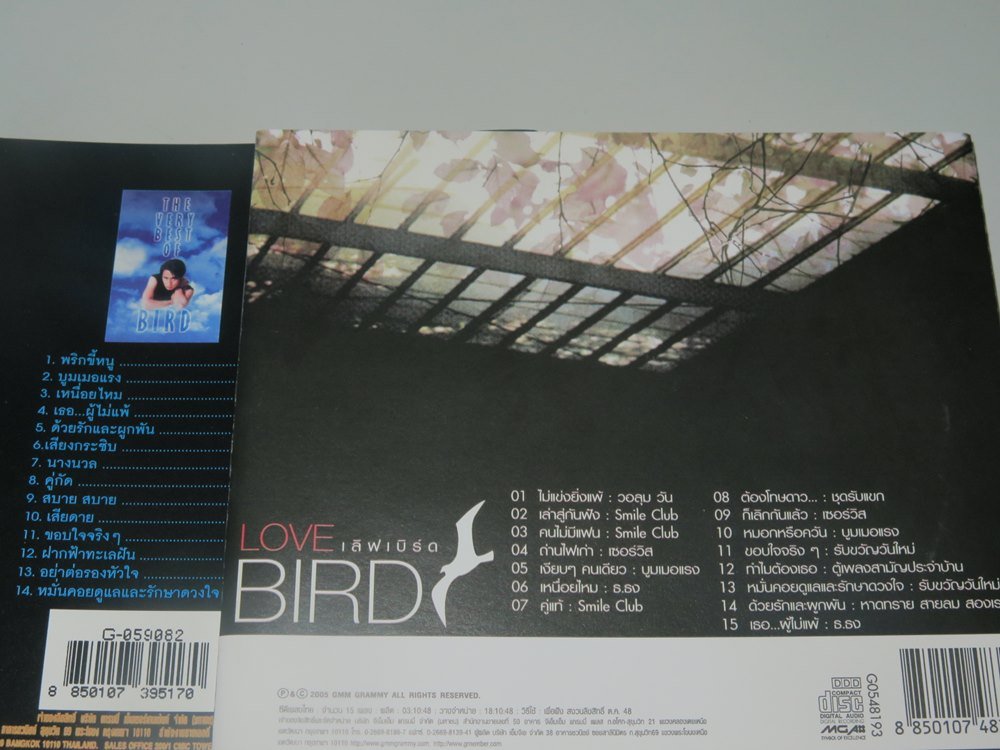 THE
VERY
BEST
OF
BIRD
1. พริกขี้หนู
2. บูมเมอแรง
3. เหนื่อยไหม
4. เธอ...ผู้ไม่แพ้
5. ด้วยรักและผูกพัน
6.เสียงกระซิบ
7. นางนวล
8. คู่กัด
9. สบาย สบาย
10. เสียดาย
11. ขอบใจจริงๆ
12. ฝากฟ้าทะเลฝัน
13. อย่าต่อรองหัวใจ
14. หมั่นคอยดูแลและรักษาดวงใจ
G-059082
8 850107 395170
LOVE เลิฟเบิร์ด
BIRD
01 ไม่แข่งยิ่งแพ้ : วอลุม วัน
02 เล่าสู่กันฟัง : Smile Club
03 คนไม่มีแฟน : Smile Club
04 ถ่านไฟเก่า : เซอร์วิส
05 เงียบๆ คนเดียว : บูมเมอแรง
06 เหนื่อยไหม : ธ.ธง
07 คู่แท้ : Smile Club
08 ต้องโทษดาว... : ชุดรับแขก
09 ก็เลิกกันแล้ว : เซอร์วิส
10 หมอกหรือควัน : บูมเมอแรง
11 ขอบใจจริง ๆ : รับขวัญวันใหม่
12 ทำไมต้องเธอ : ตู้เพลงสามัญประจำบ้าน
13 หมั่นคอยดูแลและรักษาดวงใจ : รับขวัญวันใหม่
14 ด้วยรักและผูกพัน : หาดทราย สายลม สองเร
15 เธอ...ผู้ไม่แพ้ : ธ.ธง
℗ & © 2005 GMM GRAMMY ALL RIGHTS RESERVED.
DDD
COMPACT
disc
DIGITAL AUDIO
MGA
SYMBOL OF EXCELLENCE
G0548193
8 850107 48
BANGKOK 10110 THAILAND.